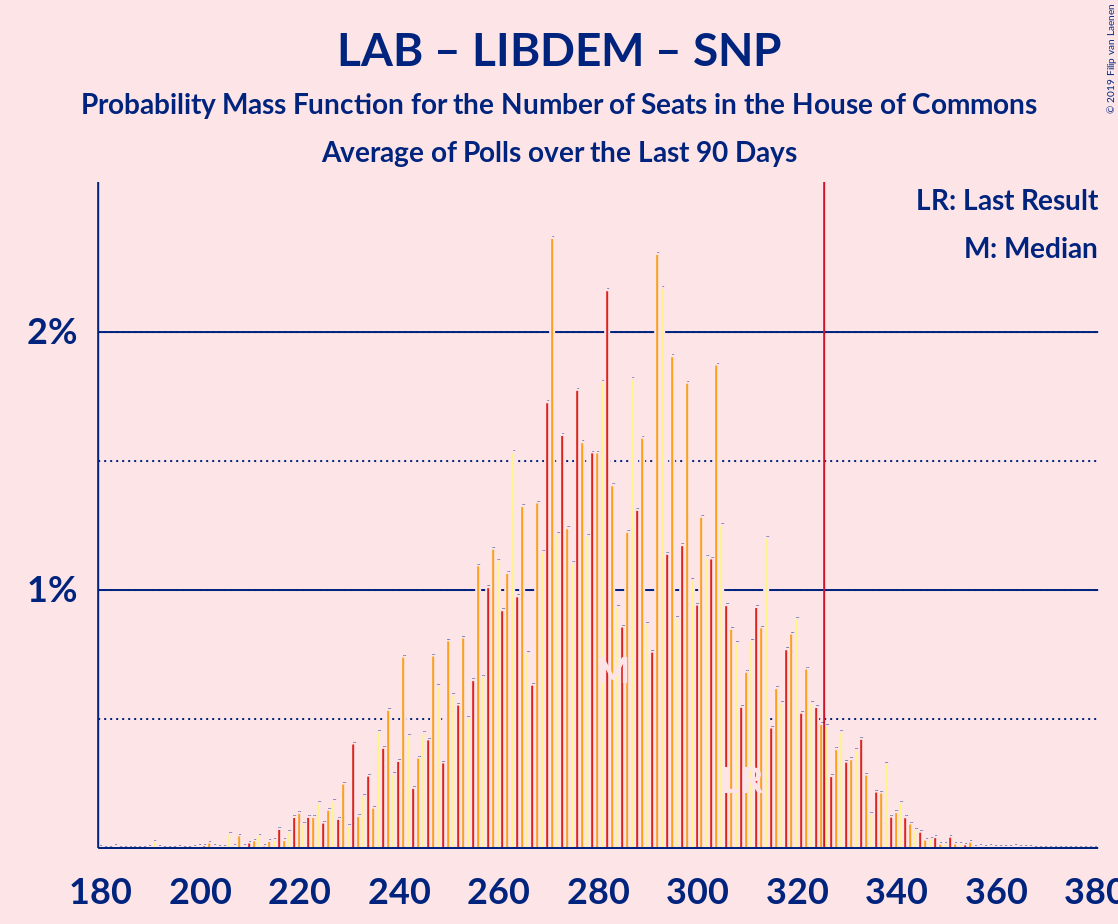 LAB – LIBDEM – SNP
Probability Mass Function for the Number of Seats in the House of Commons
Average of Polls over the Last 90 Days
© 2019 Filip van Laenen
LR: Last Result
M: Median
2%
1%
M
LR
180 200 220 240 260 280 300 320 340 360 380